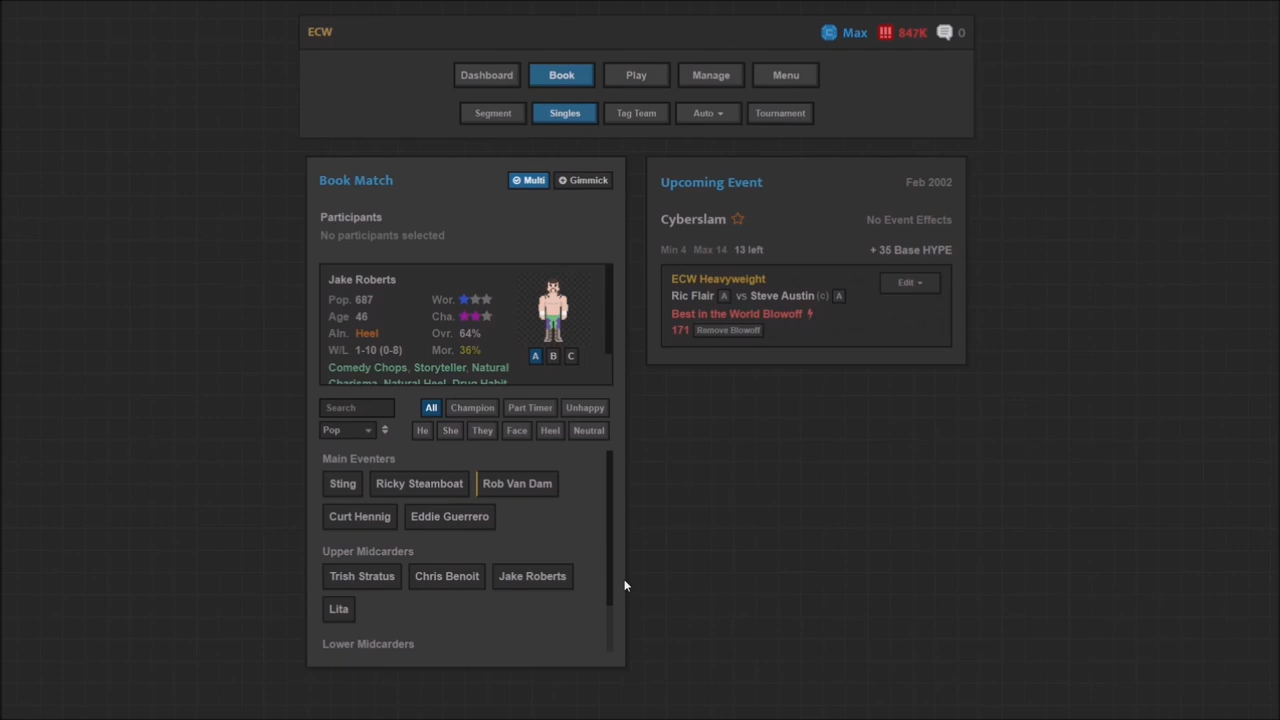 ECW
Max 847K 0
Dashboard Book Play Manage Menu
Segment Singles Tag Team Auto Tournament
Book Match Multi Gimmick
Participants
No participants selected
Jake Roberts
Pop. 687 Wor.
Age 46 Cha.
Aln. Heel Ovr. 64%
W/L 1-10 (0-8) Mor. 36%
A B C
Comedy Chops, Storyteller, Natural
Charisma, Natural Heel, Drug Habit
Search All Champion Part Timer Unhappy
Pop He She They Face Heel Neutral
Main Eventers
Sting Ricky Steamboat Rob Van Dam
Curt Hennig Eddie Guerrero
Upper Midcarders
Trish Stratus Chris Benoit Jake Roberts
Lita
Lower Midcarders
Upcoming Event Feb 2002
Cyberslam No Event Effects
Min 4 Max 14 13 left + 35 Base HYPE
ECW Heavyweight Edit
Ric Flair A vs Steve Austin (c) A
Best in the World Blowoff
171 Remove Blowoff